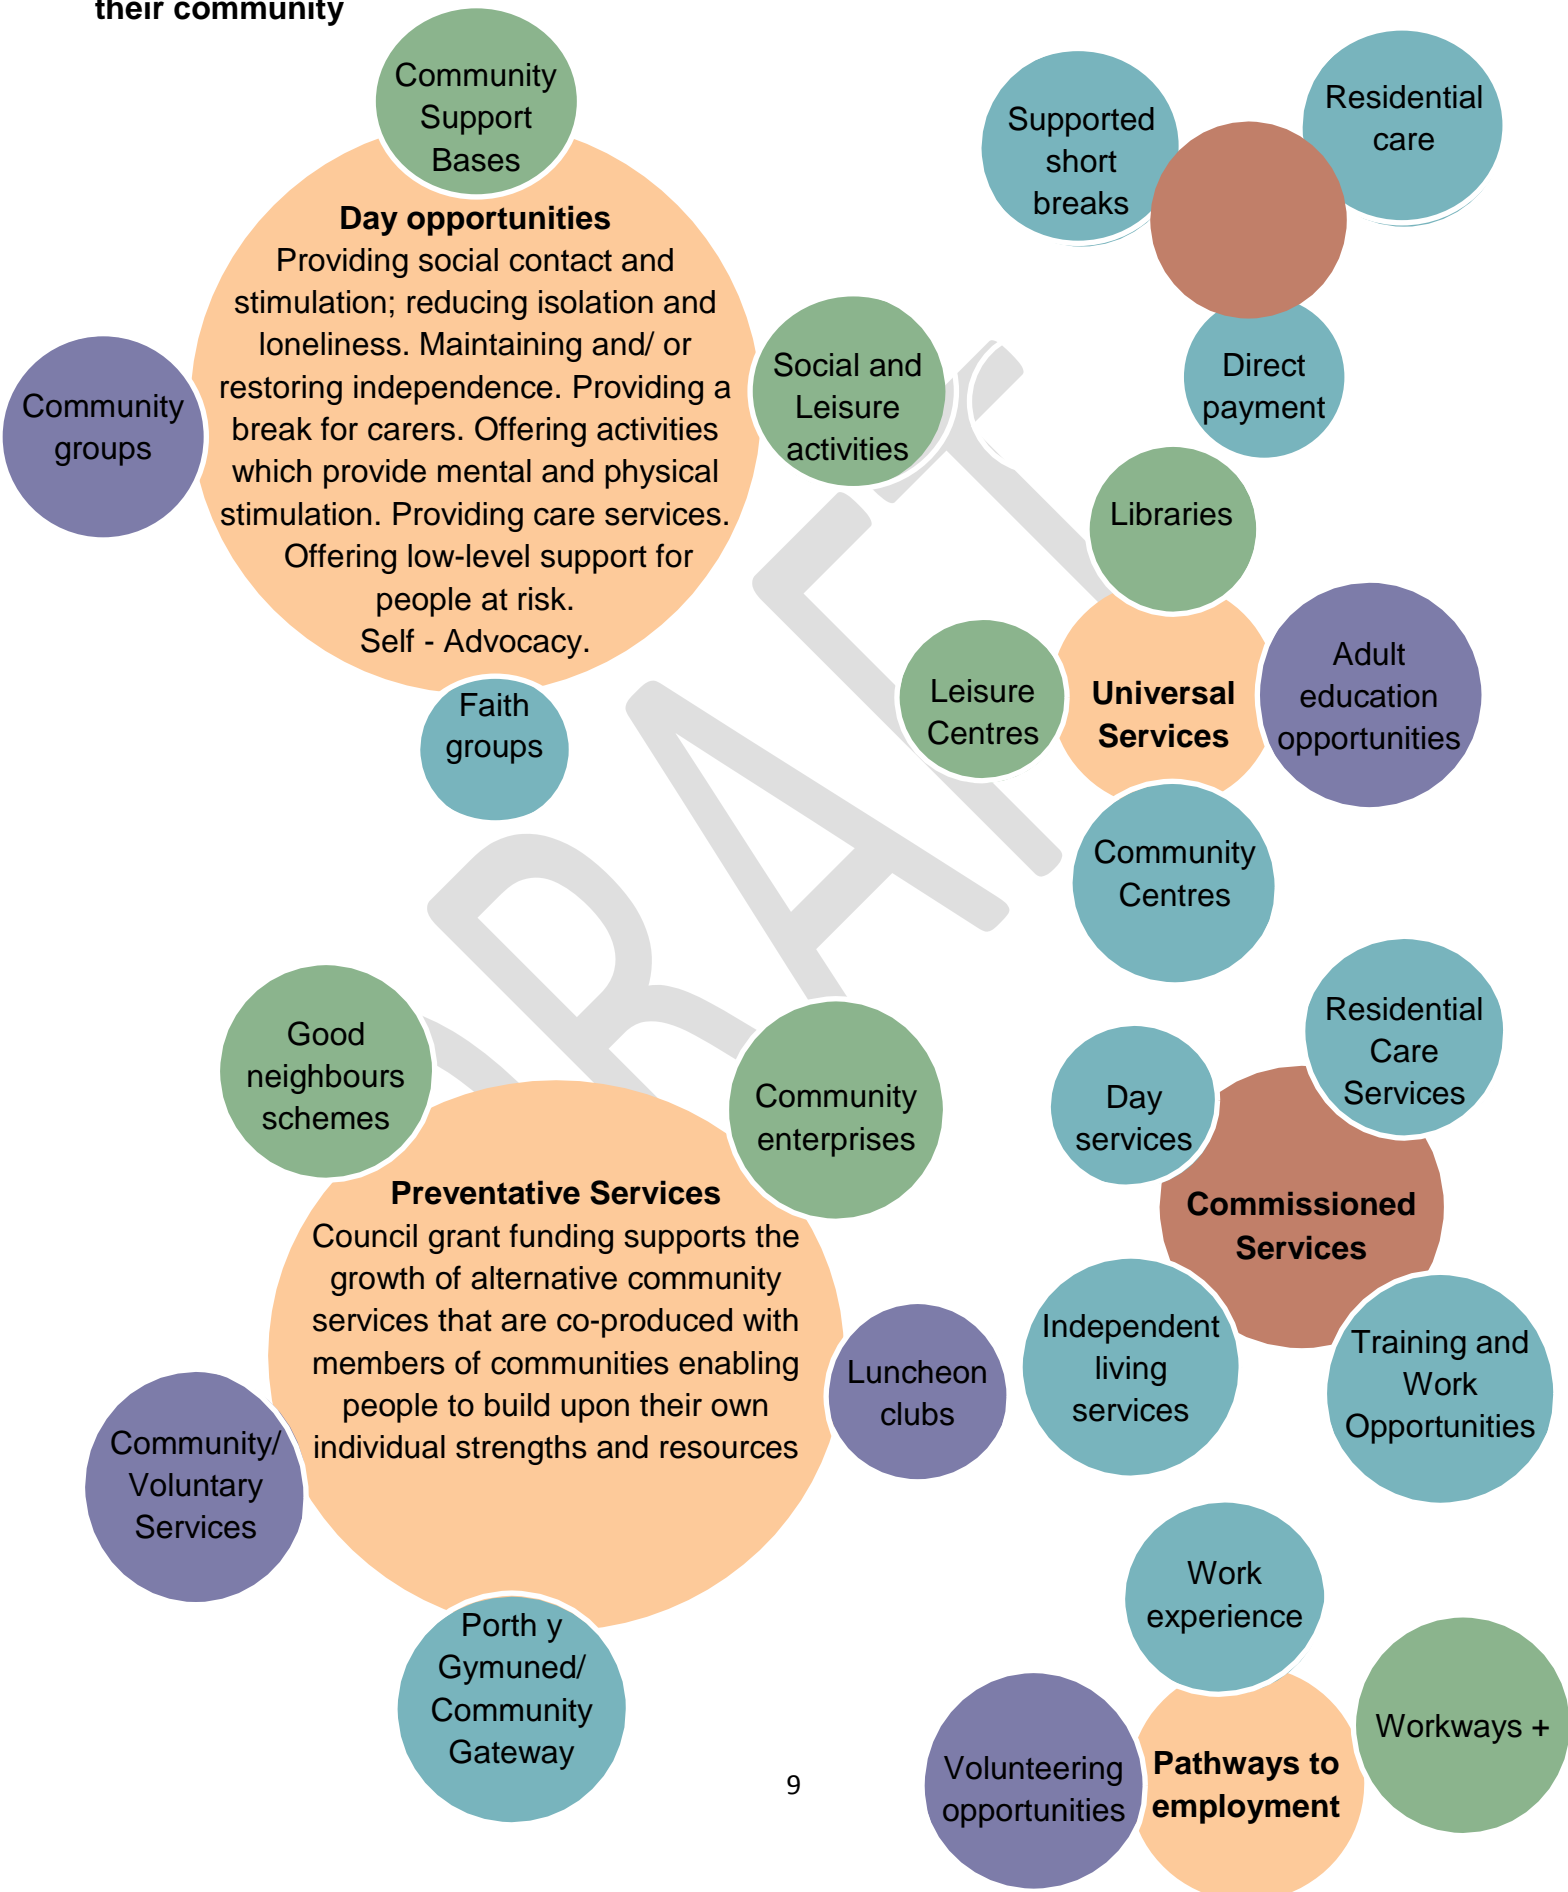 their community
Community
Support
Bases
Day opportunities
Providing social contact and
stimulation; reducing isolation and
loneliness. Maintaining and/ or
restoring independence. Providing a
break for carers. Offering activities
which provide mental and physical
stimulation. Providing care services.
Offering low-level support for
people at risk.
Self - Advocacy.
Community
groups
Social and
Leisure
activities
Faith
groups
Supported
short
breaks
Residential
care
Direct
payment
Libraries
Leisure
Centres
Universal
Services
Adult
education
opportunities
Community
Centres
DRAFT
Good
neighbours
schemes
Community
enterprises
Preventative Services
Council grant funding supports the
growth of alternative community
services that are co-produced with
members of communities enabling
people to build upon their own
individual strengths and resources
Luncheon
clubs
Community/
Voluntary
Services
Porth y
Gymuned/
Community
Gateway
Residential
Care
Services
Day
services
Commissioned
Services
Independent
living
services
Training and
Work
Opportunities
Work
experience
Workways +
Volunteering
opportunities
Pathways to
employment
9